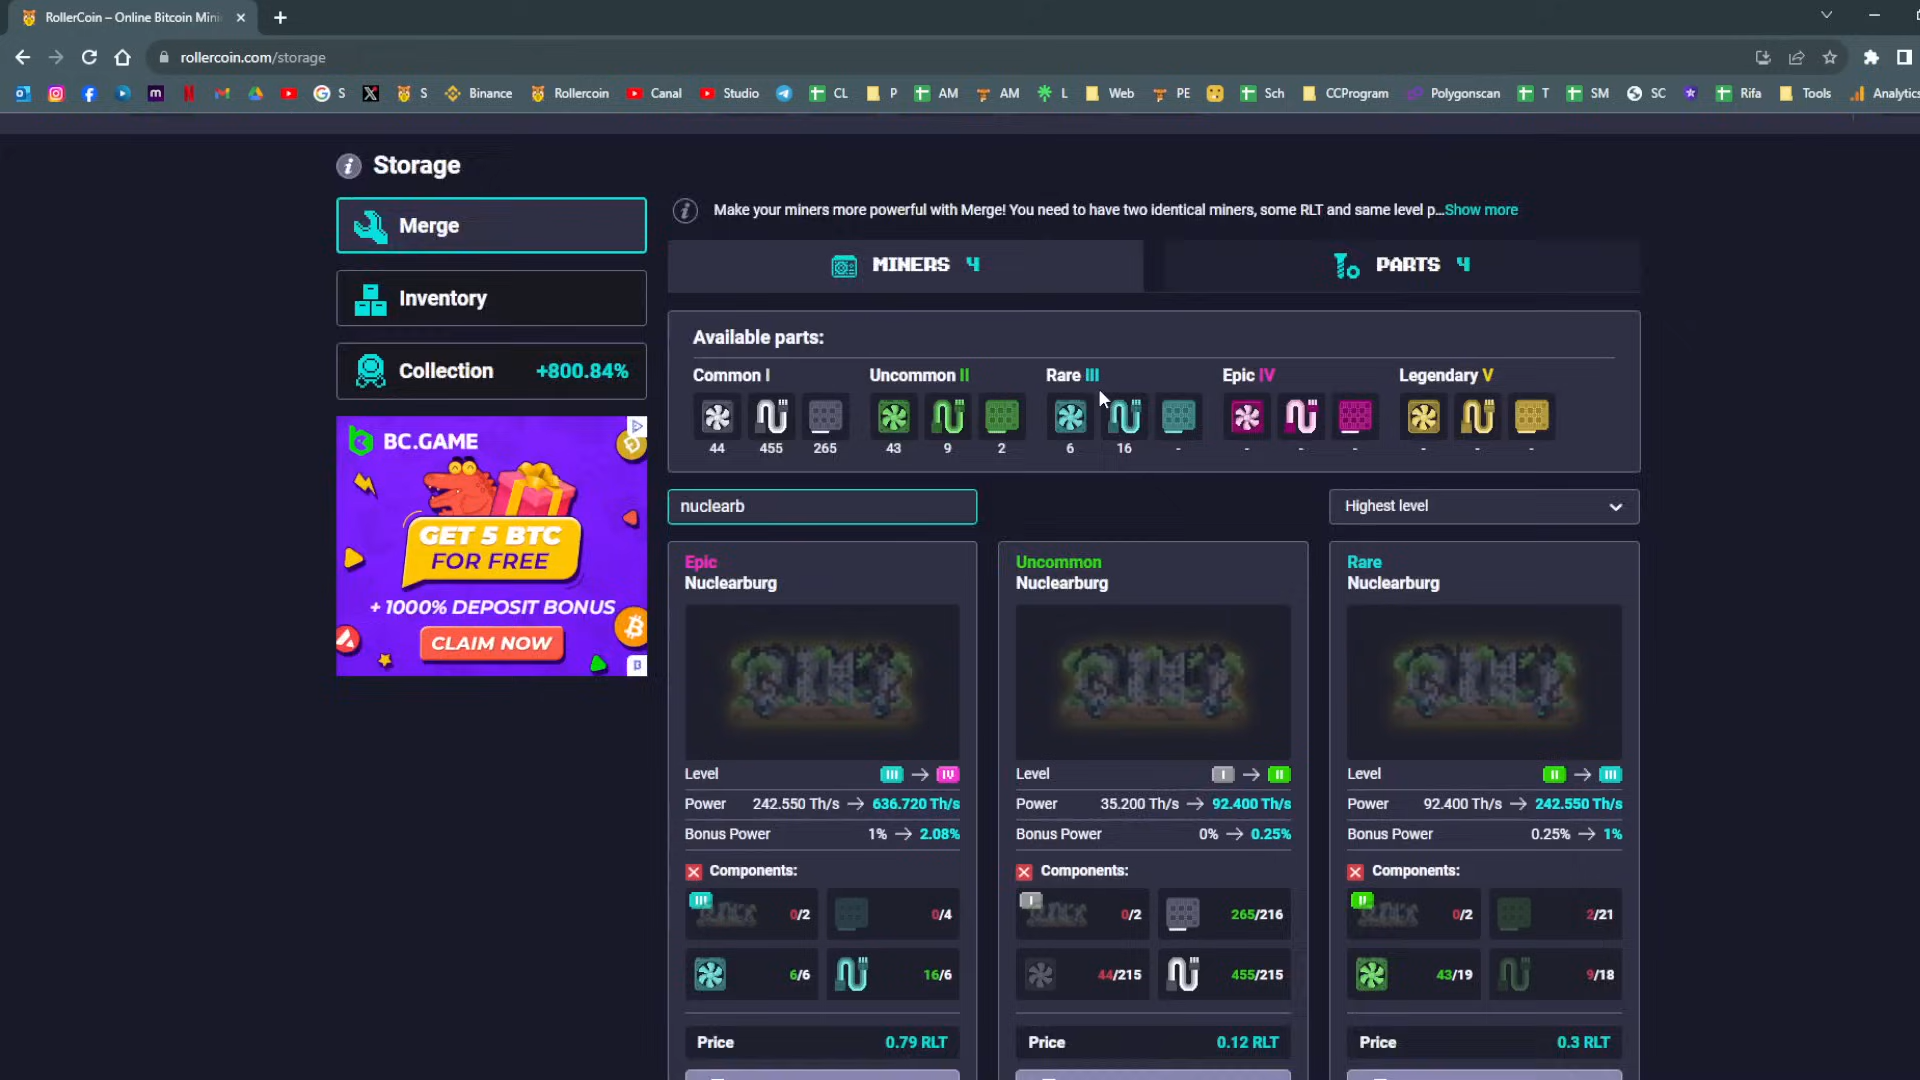 RollerCoin – Online Bitcoin Mini
rollercoin.com/storage
S
S
Binance
Rollercoin
Canal
Studio
CL
P
AM
AM
L
Web
PE
Sch
CCProgram
Polygonscan
T
SM
SC
Rifa
Tools
Analytics
Storage
Merge
Inventory
Collection +800.84%
BC.GAME
GET 5 BTC
FOR FREE
+ 1000% DEPOSIT BONUS
CLAIM NOW
Make your miners more powerful with Merge! You need to have two identical miners, some RLT and same level p...Show more
MINERS 4
PARTS 4
Available parts:
Common I
Uncommon II
Rare III
Epic IV
Legendary V
44 455 265
43 9 2
6 16 -
- - -
- - -
nuclearb
Highest level
Epic
Nuclearburg
Level III → IV
Power 242.550 Th/s → 636.720 Th/s
Bonus Power 1% → 2.08%
Components:
III 0/2 0/4
6/6 16/6
Price 0.79 RLT
Uncommon
Nuclearburg
Level I → II
Power 35.200 Th/s → 92.400 Th/s
Bonus Power 0% → 0.25%
Components:
I 0/2 265/216
44/215 455/215
Price 0.12 RLT
Rare
Nuclearburg
Level II → III
Power 92.400 Th/s → 242.550 Th/s
Bonus Power 0.25% → 1%
Components:
II 0/2 2/21
43/19 9/18
Price 0.3 RLT